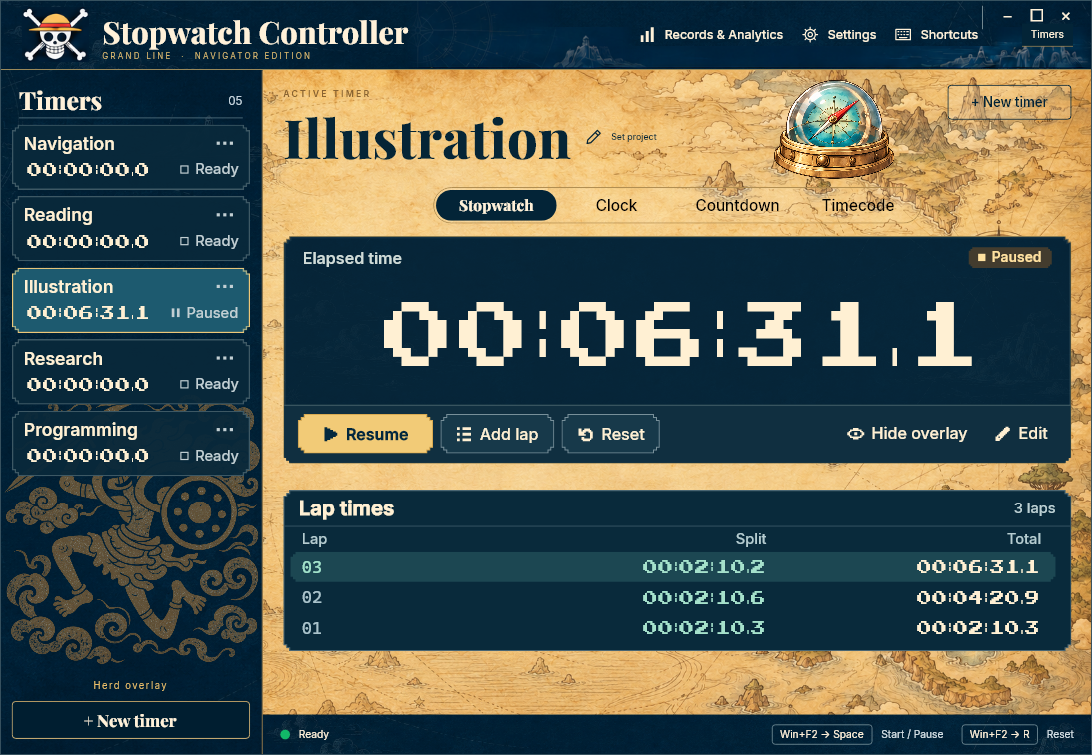 Stopwatch Controller
GRAND LINE · NAVIGATOR EDITION
Records & Analytics
Settings
Shortcuts
Timers
Timers
05
Navigation
00:00:00.0
Ready
Reading
00:00:00.0
Ready
Illustration
00:06:31.1
Paused
Research
00:00:00.0
Ready
Programming
00:00:00.0
Ready
Herd overlay
+ New timer
ACTIVE TIMER
Illustration
Set project
+ New timer
Stopwatch Clock Countdown Timecode
Elapsed time
Paused
00:06:31.1
Resume Add lap Reset
Hide overlay Edit
Lap times
3 laps
Lap Split Total
03 00:02:10.2 00:06:31.1
02 00:02:10.6 00:04:20.9
01 00:02:10.3 00:02:10.3
Ready
Win+F2 → Space Start / Pause Win+F2 → R Reset